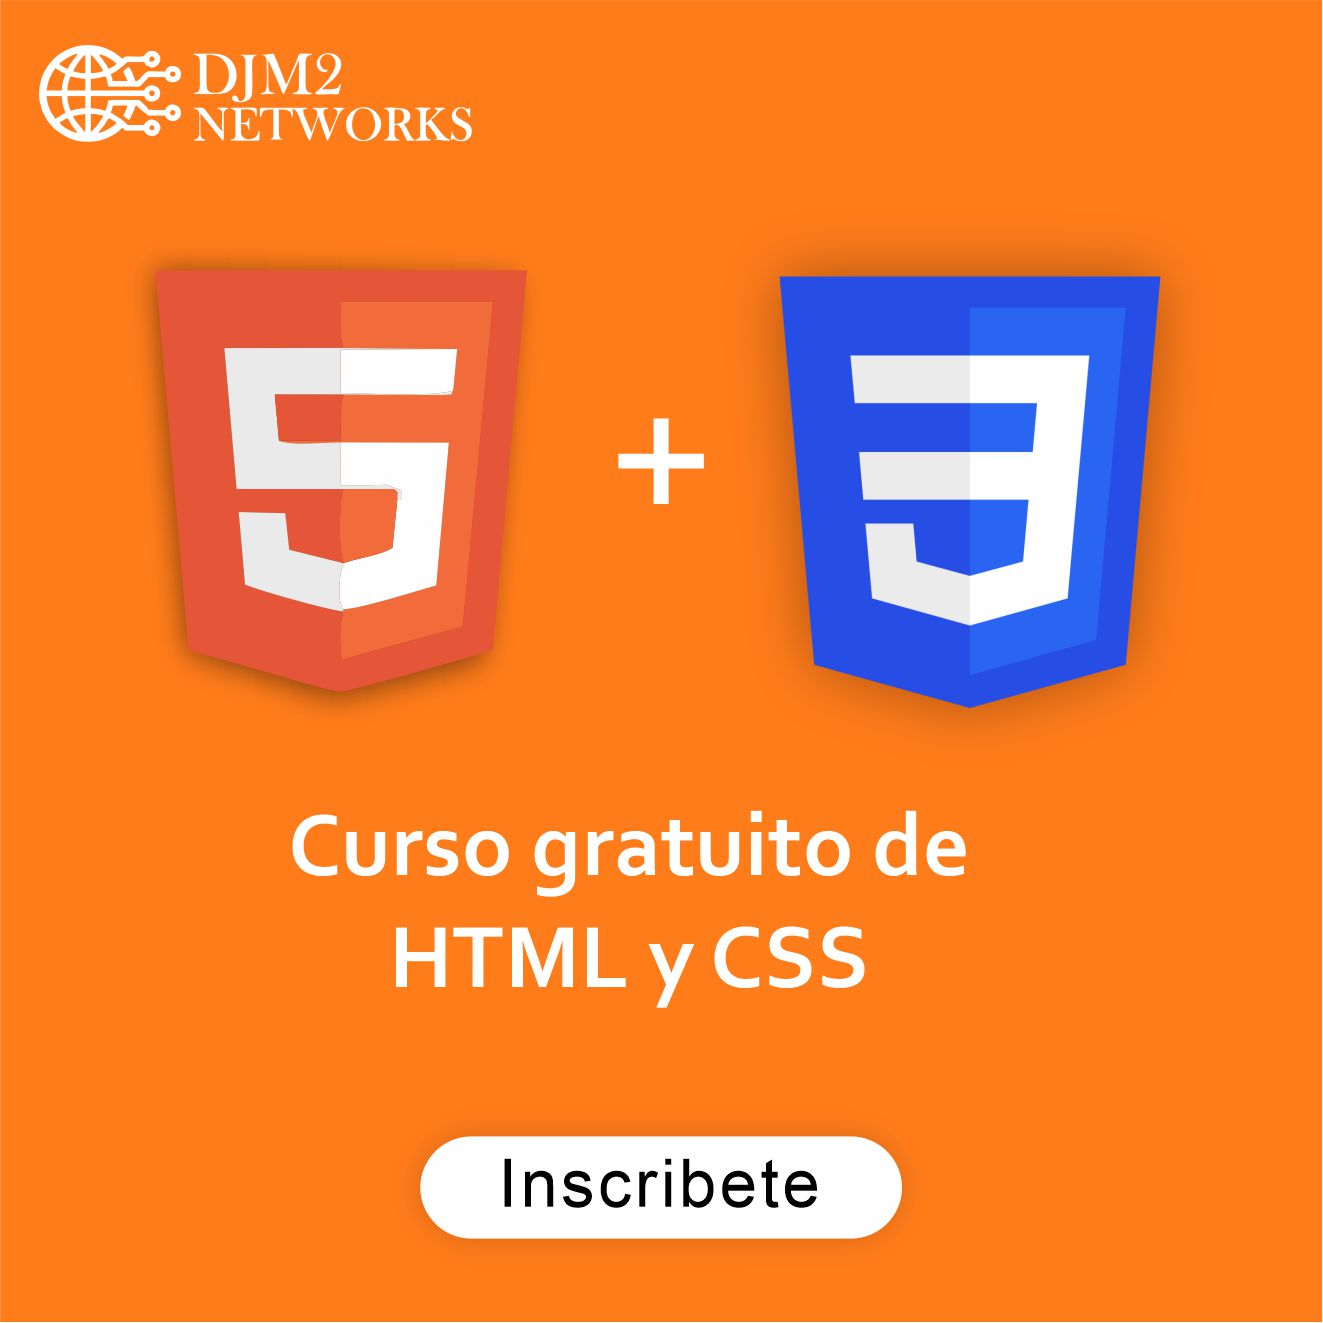 DJM2
NETWORKS
5
+
3
Curso gratuito de
HTML y CSS
Inscribete